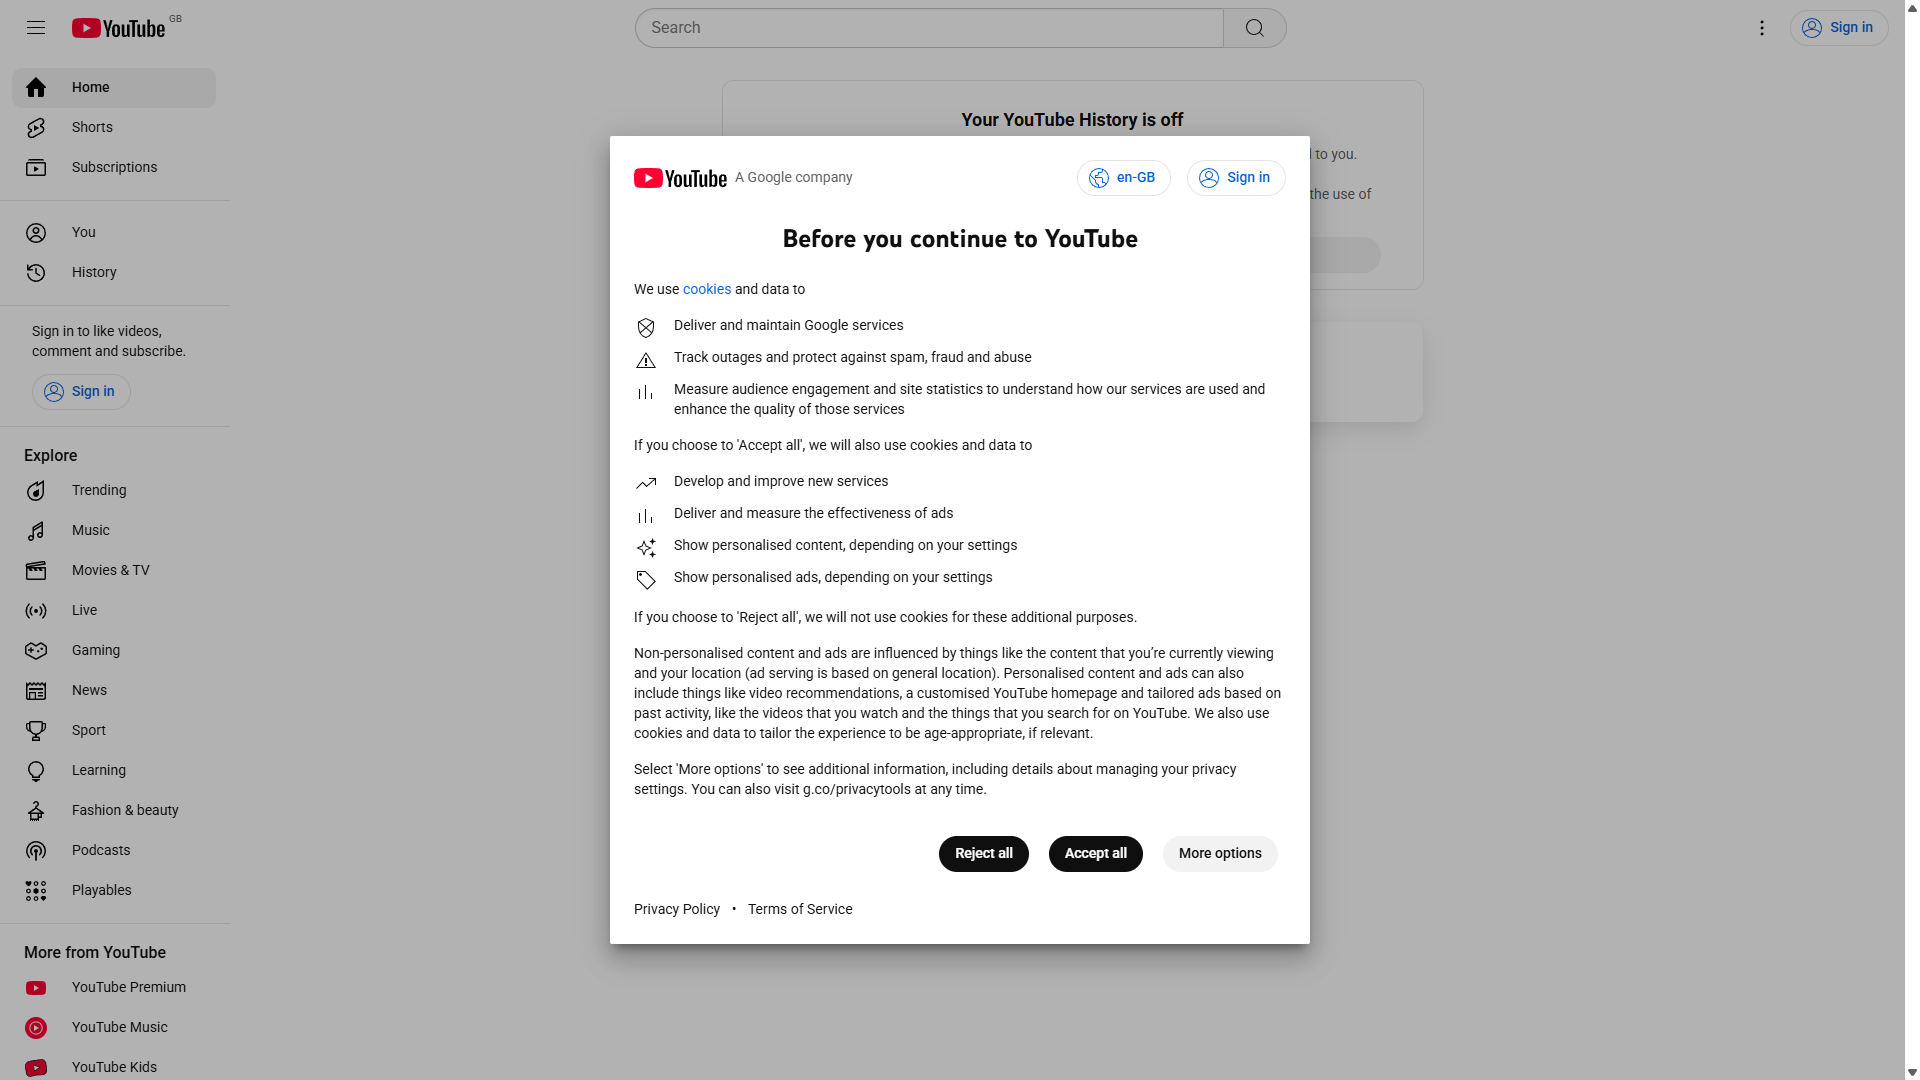 YouTube GB
Search
Sign in
Home
Shorts
Subscriptions
You
History
Sign in to like videos,
comment and subscribe.
Sign in
Explore
Trending
Music
Movies & TV
Live
Gaming
News
Sport
Learning
Fashion & beauty
Podcasts
Playables
More from YouTube
YouTube Premium
YouTube Music
YouTube Kids
Your YouTube History is off
to you.
the use of
YouTube A Google company
en-GB
Sign in
Before you continue to YouTube
We use cookies and data to
Deliver and maintain Google services
Track outages and protect against spam, fraud and abuse
Measure audience engagement and site statistics to understand how our services are used and
enhance the quality of those services
If you choose to 'Accept all', we will also use cookies and data to
Develop and improve new services
Deliver and measure the effectiveness of ads
Show personalised content, depending on your settings
Show personalised ads, depending on your settings
If you choose to 'Reject all', we will not use cookies for these additional purposes.
Non-personalised content and ads are influenced by things like the content that you’re currently viewing
and your location (ad serving is based on general location). Personalised content and ads can also
include things like video recommendations, a customised YouTube homepage and tailored ads based on
past activity, like the videos that you watch and the things that you search for on YouTube. We also use
cookies and data to tailor the experience to be age-appropriate, if relevant.
Select 'More options' to see additional information, including details about managing your privacy
settings. You can also visit g.co/privacytools at any time.
Reject all
Accept all
More options
Privacy Policy • Terms of Service